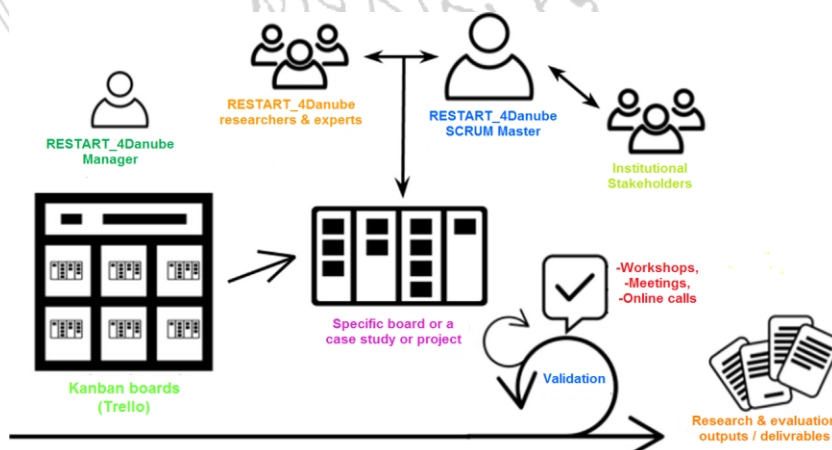 RESTART_4Danube
researchers & experts
RESTART_4Danube
SCRUM Master
RESTART_4Danube
Manager
Institutional
Stakeholders
-Workshops,
-Meetings,
-Online calls
Specific board or a
case study or project
Validation
Kanban boards
(Trello)
Research & evaluation
outputs / delivrables